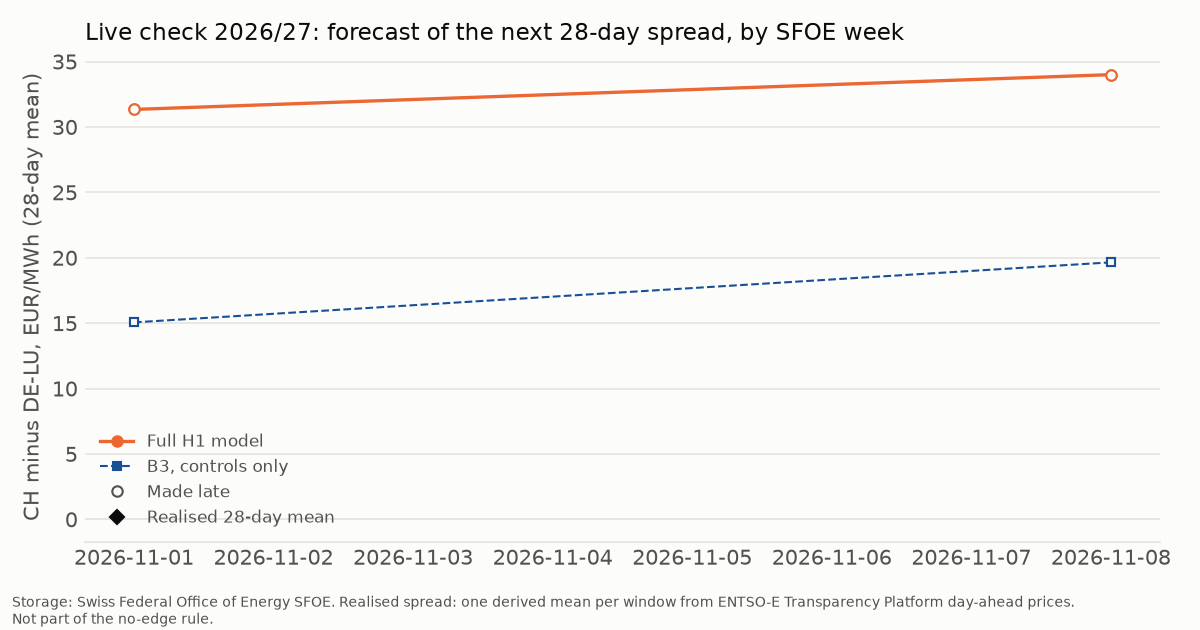 Live check 2026/27: forecast of the next 28-day spread, by SFOE week
CH minus DE-LU, EUR/MWh (28-day mean)
35
30
25
20
15
10
5
0
Full H1 model
B3, controls only
Made late
Realised 28-day mean
2026-11-01 2026-11-02 2026-11-03 2026-11-04 2026-11-05 2026-11-06 2026-11-07 2026-11-08
Storage: Swiss Federal Office of Energy SFOE. Realised spread: one derived mean per window from ENTSO-E Transparency Platform day-ahead prices.
Not part of the no-edge rule.